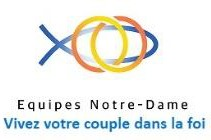 Equipes Notre-Dame
Vivez votre couple dans la foi